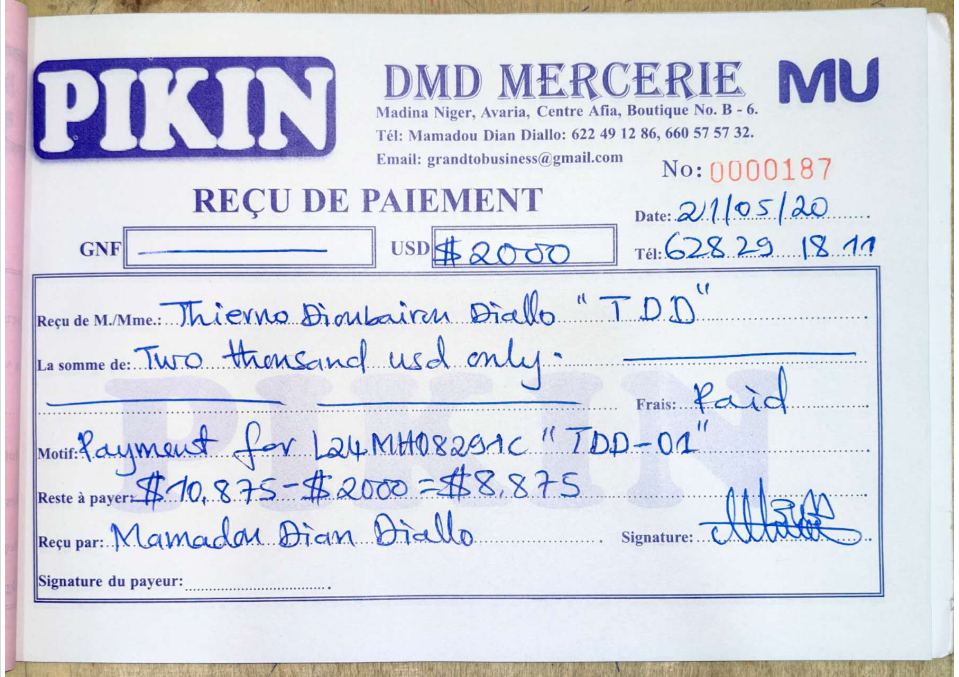 PIKIN
DMD MERCERIE
MU
Madina Niger, Avaria, Centre Afia, Boutique No. B - 6.
Tél: Mamadou Dian Diallo: 622 49 12 86, 660 57 57 32.
Email: grandtobusiness@gmail.com
No: 0000187
REÇU DE PAIEMENT
Date: 21/05/20
GNF USD $2000
Tél: 628 29 18 11
Reçu de M./Mme.: Thierno Dioubairou Diallo "TDD"
La somme de: Two thousand usd only.
Frais: Paid
Motif: Payment for L24MH08291C "TDD-01"
Reste à payer: $10,875-$2000=$8,875
Reçu par: Mamadou Dian Diallo
Signature:
Signature du payeur:
PIKIN